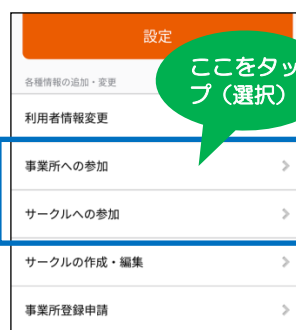 設定
ここをタッ
プ（選択）
各種情報の追加・変更
利用者情報変更
事業所への参加
サークルへの参加
サークルの作成・編集
事業所登録申請